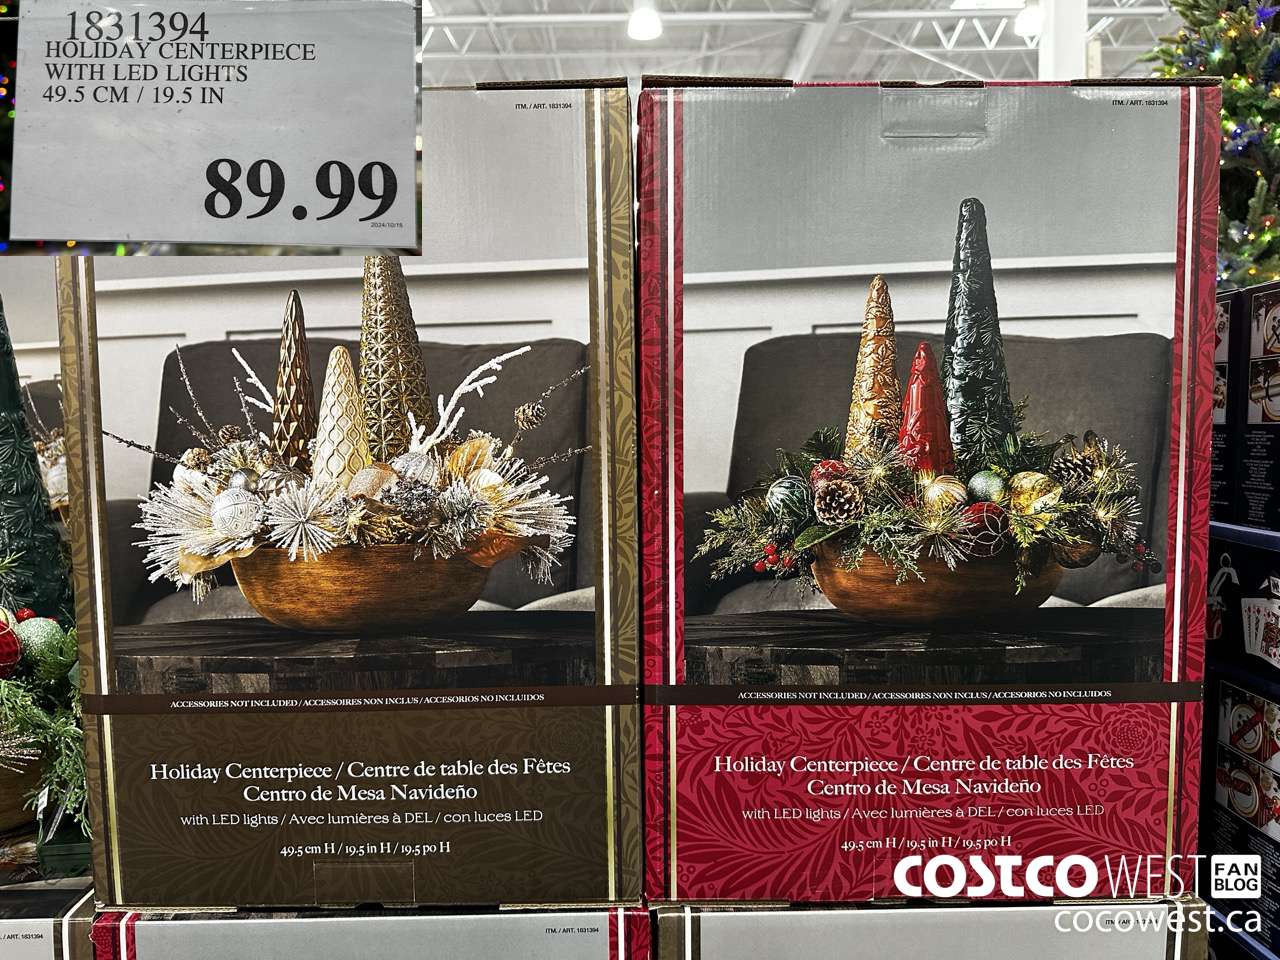 1831394
HOLIDAY CENTERPIECE
WITH LED LIGHTS
49.5 CM / 19.5 IN
89.99
2024/10/15
ITM. / ART. 1831394
ACCESSORIES NOT INCLUDED / ACCESSOIRES NON INCLUS / ACCESORIOS NO INCLUIDOS
Holiday Centerpiece / Centre de table des Fêtes
Centro de Mesa Navideño
with LED lights / Avec lumières à DEL / con luces LED
49.5 cm H / 19.5 in H / 19.5 po H
ITM. / ART. 1831394
ACCESSORIES NOT INCLUDED / ACCESSOIRES NON INCLUS / ACCESORIOS NO INCLUIDOS
Holiday Centerpiece / Centre de table des Fêtes
Centro de Mesa Navideño
with LED lights / Avec lumières à DEL / con luces LED
49.5 cm H / 19.5 in H / 19.5 po H
COSTCO WEST FAN BLOG
cocowest.ca
. / ART. 1831394
ITM. / ART. 1831394